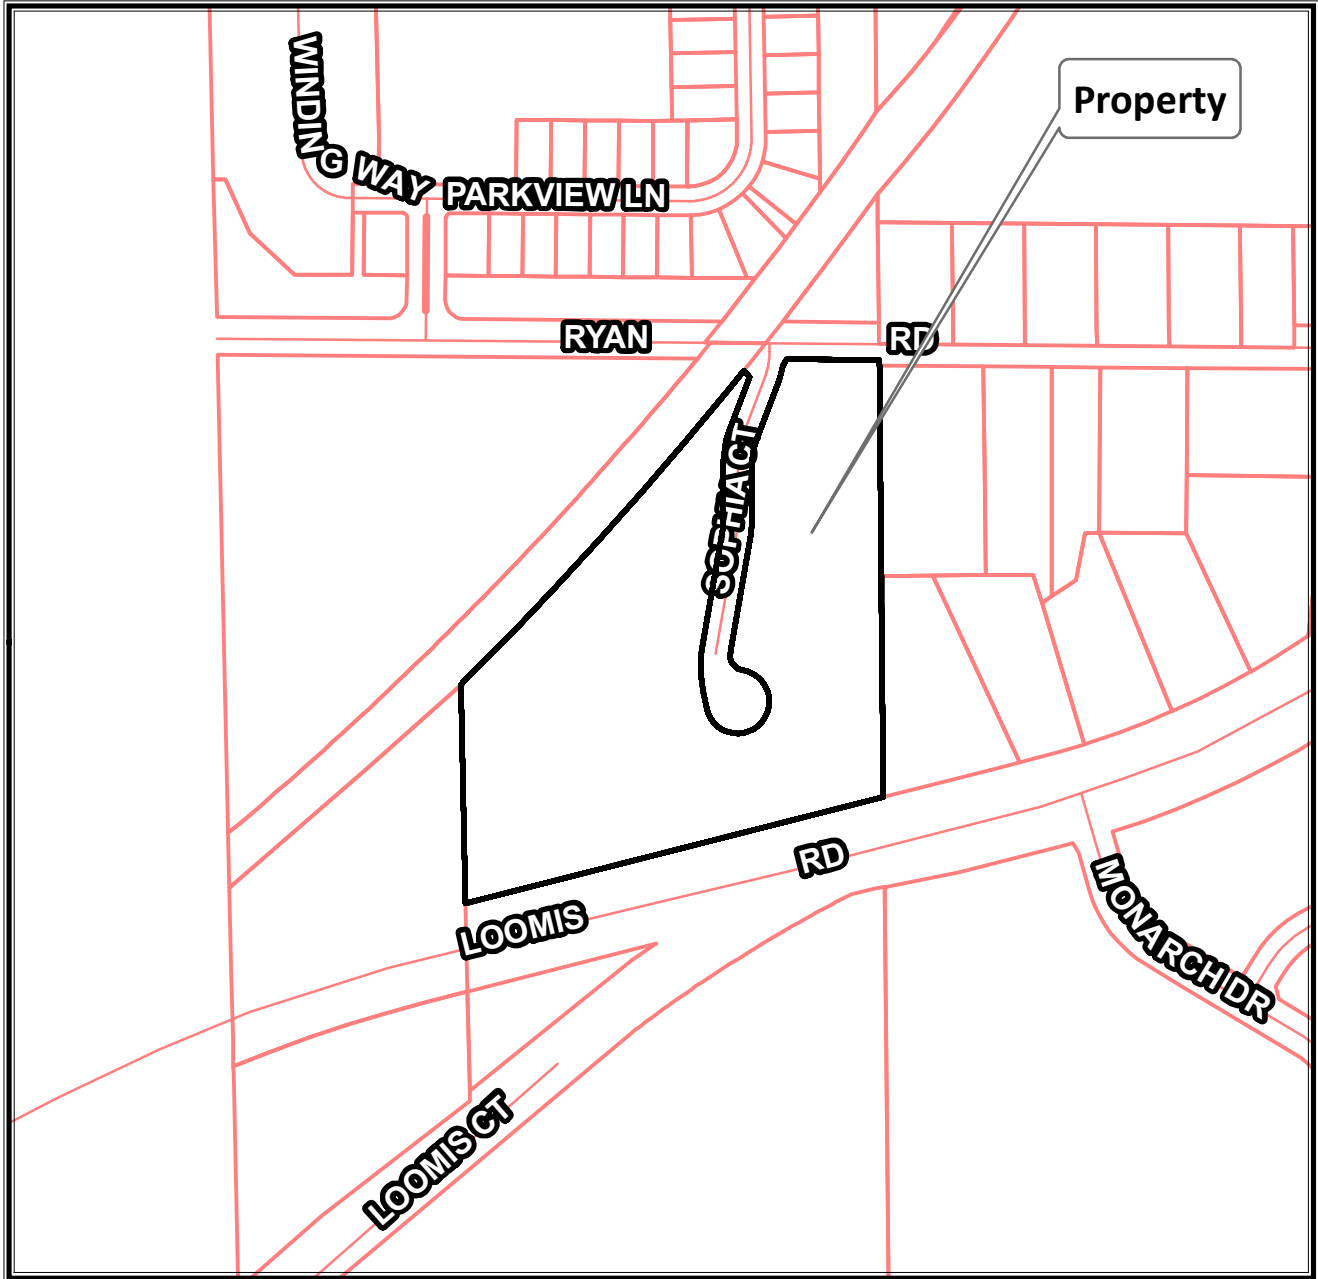 WINDING WAY
PARKVIEW LN
Property
RYAN RD
SOPHIA CT
LOOMIS RD
MONARCH DR
LOOMIS CT